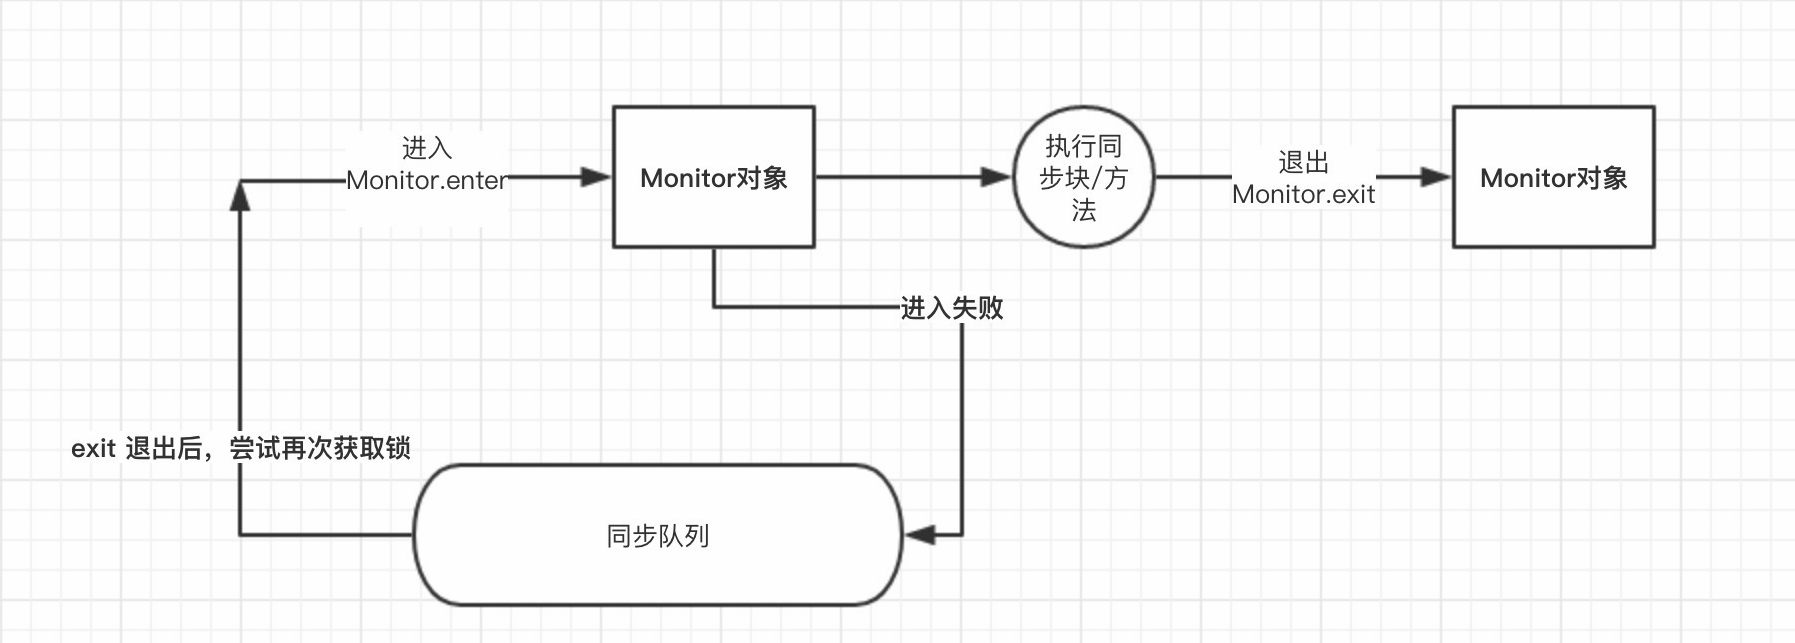 进入
Monitor.enter
Monitor对象
执行同
步块/方
法
退出
Monitor.exit
Monitor对象
进入失败
exit 退出后，尝试再次获取锁
同步队列